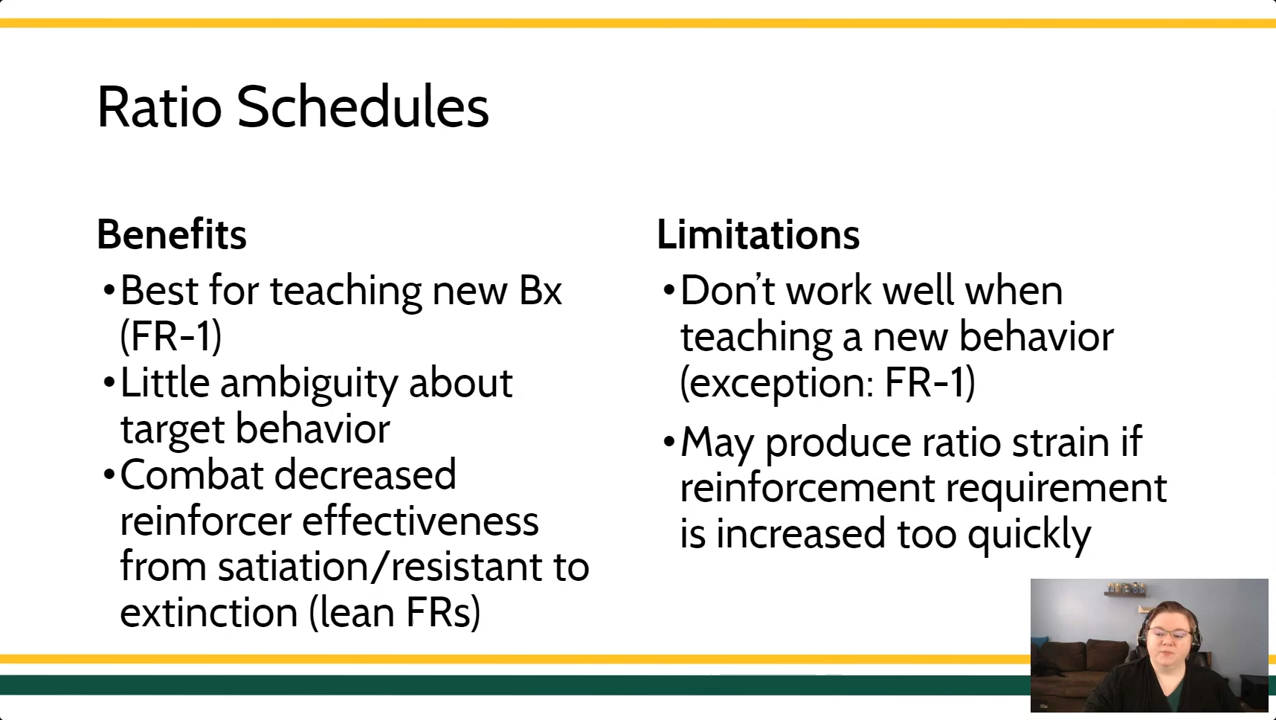 Ratio Schedules
Benefits
•Best for teaching new Bx
(FR-1)
•Little ambiguity about
target behavior
•Combat decreased
reinforcer effectiveness
from satiation/resistant to
extinction (lean FRs)
Limitations
•Don’t work well when
teaching a new behavior
(exception: FR-1)
•May produce ratio strain if
reinforcement requirement
is increased too quickly